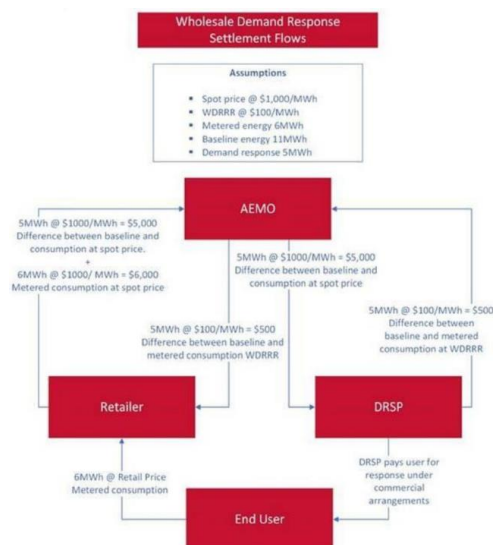 Wholesale Demand Response
Settlement Flows
Assumptions
▪ Spot price @ $1,000/MWh
▪ WDRRR @ $100/MWh
▪ Metered energy 6MWh
▪ Baseline energy 11MWh
▪ Demand response 5MWh
AEMO
5MWh @ $1000/MWh = $5,000
Difference between baseline and
consumption at spot price.
+
6MWh @ $1000/ MWh = $6,000
Metered consumption at spot price
5MWh @ $1000/MWh = $5,000
Difference between baseline and
consumption at spot price
5MWh @ $100/MWh = $500
Difference between
baseline and metered
consumption at WDRRR
5MWh @ $100/MWh = $500
Difference between baseline and
metered consumption WDRRR
Retailer
DRSP
6MWh @ Retail Price
Metered consumption
DRSP pays user for
response under
commercial
arrangements
End User